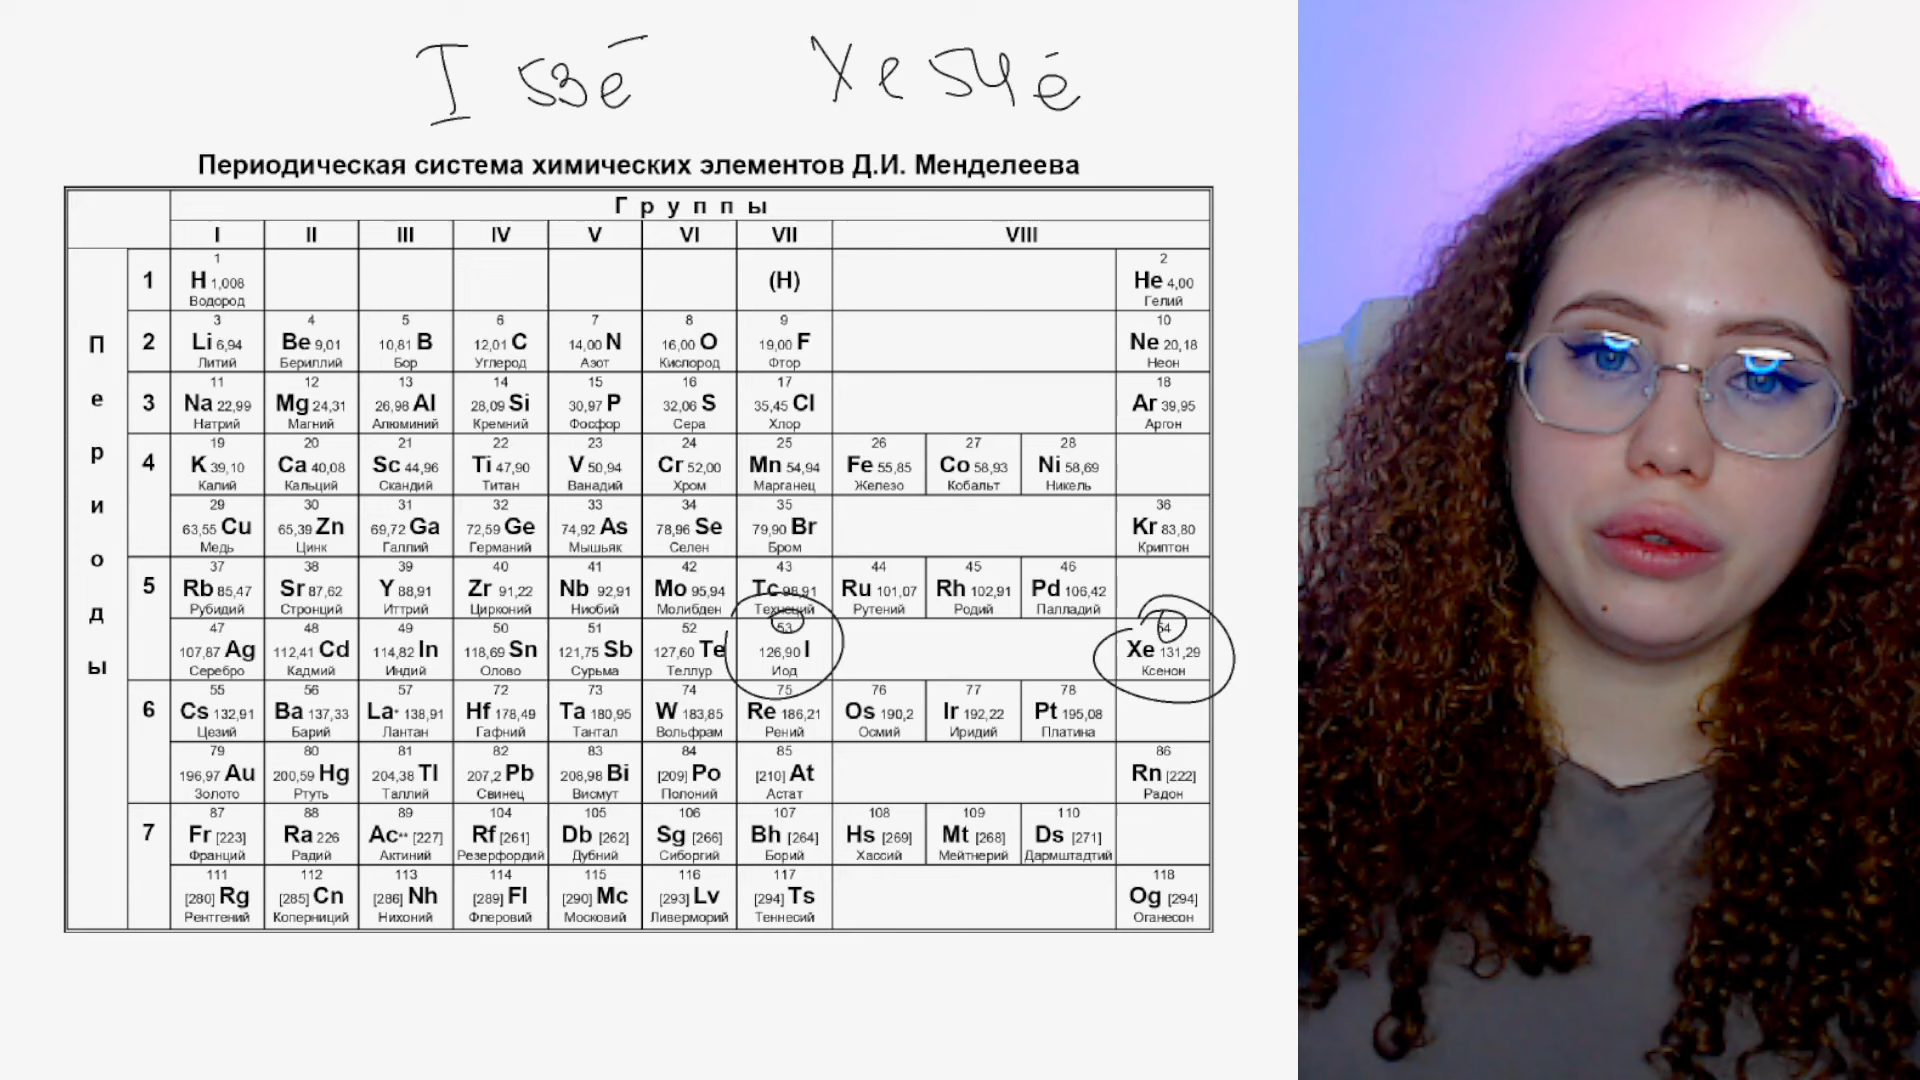 I 53ē Xe 54ē
Периодическая система химических элементов Д.И. Менделеева
Группы
I II III IV V VI VII VIII
Периоды
1 2
1 H 1,008 (H) He 4,00
Водород Гелий
3 4 5 6 7 8 9 10
2 Li 6,94 Be 9,01 10,81 B 12,01 C 14,00 N 16,00 O 19,00 F Ne 20,18
Литий Бериллий Бор Углерод Азот Кислород Фтор Неон
11 12 13 14 15 16 17 18
3 Na 22,99 Mg 24,31 26,98 Al 28,09 Si 30,97 P 32,06 S 35,45 Cl Ar 39,95
Натрий Магний Алюминий Кремний Фосфор Сера Хлор Аргон
19 20 21 22 23 24 25 26 27 28
4 K 39,10 Ca 40,08 Sc 44,96 Ti 47,90 V 50,94 Cr 52,00 Mn 54,94 Fe 55,85 Co 58,93 Ni 58,69
Калий Кальций Скандий Титан Ванадий Хром Марганец Железо Кобальт Никель
29 30 31 32 33 34 35 36
63,55 Cu 65,39 Zn 69,72 Ga 72,59 Ge 74,92 As 78,96 Se 79,90 Br Kr 83,80
Медь Цинк Галлий Германий Мышьяк Селен Бром Криптон
37 38 39 40 41 42 43 44 45 46
5 Rb 85,47 Sr 87,62 Y 88,91 Zr 91,22 Nb 92,91 Mo 95,94 Tc 98,91 Ru 101,07 Rh 102,91 Pd 106,42
Рубидий Стронций Иттрий Цирконий Ниобий Молибден Технеций Рутений Родий Палладий
47 48 49 50 51 52 53 54
107,87 Ag 112,41 Cd 114,82 In 118,69 Sn 121,75 Sb 127,60 Te 126,90 I Xe 131,29
Серебро Кадмий Индий Олово Сурьма Теллур Иод Ксенон
55 56 57 72 73 74 75 76 77 78
6 Cs 132,91 Ba 137,33 La* 138,91 Hf 178,49 Ta 180,95 W 183,85 Re 186,21 Os 190,2 Ir 192,22 Pt 195,08
Цезий Барий Лантан Гафний Тантал Вольфрам Рений Осмий Иридий Платина
79 80 81 82 83 84 85 86
196,97 Au 200,59 Hg 204,38 Tl 207,2 Pb 208,98 Bi [209] Po [210] At Rn [222]
Золото Ртуть Таллий Свинец Висмут Полоний Астат Радон
87 88 89 104 105 106 107 108 109 110
7 Fr [223] Ra 226 Ac** [227] Rf [261] Db [262] Sg [266] Bh [264] Hs [269] Mt [268] Ds [271]
Франций Радий Актиний Резерфордий Дубний Сиборгий Борий Хассий Мейтнерий Дармштадтий
111 112 113 114 115 116 117 118
[280] Rg [285] Cn [286] Nh [289] Fl [290] Mc [293] Lv [294] Ts Og [294]
Рентгений Коперниций Нихоний Флеровий Московий Ливерморий Теннесий Оганесон